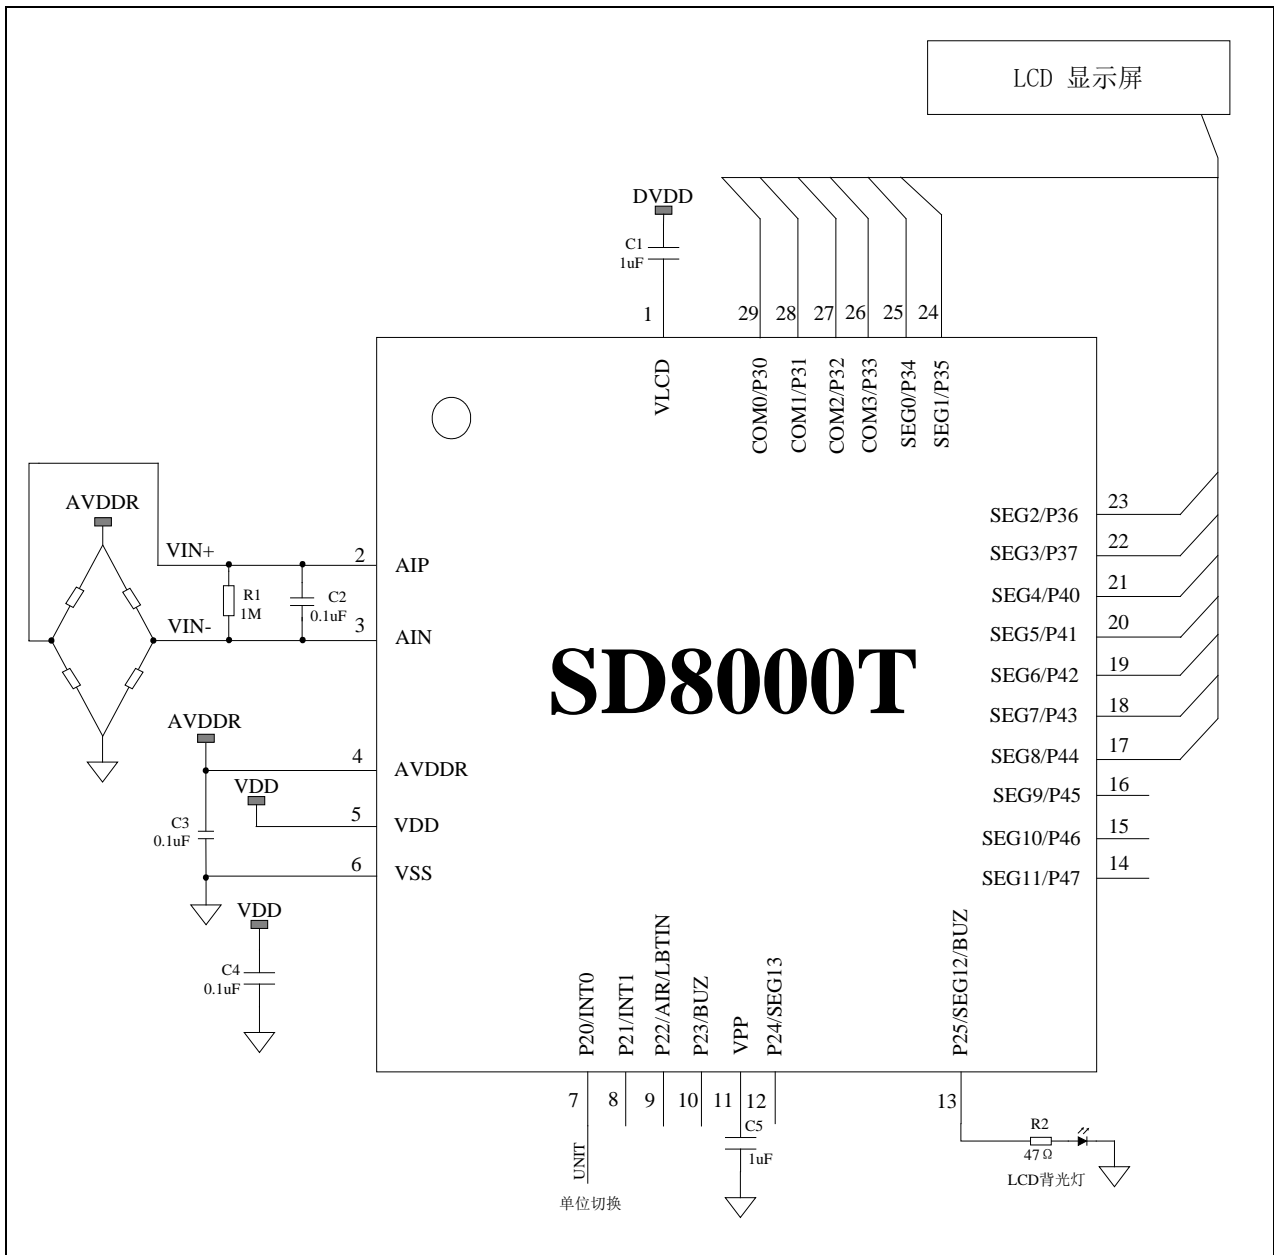 LCD 显示屏
DVDD
C1
1uF
1
29
28
27
26
25
24
VLCD
COM0/P30
COM1/P31
COM2/P32
COM3/P33
SEG0/P34
SEG1/P35
AVDDR
VIN+
2
AIP
R1
1M
C2
0.1uF
VIN-
3
AIN
SD8000T
SEG2/P36
23
SEG3/P37
22
SEG4/P40
21
SEG5/P41
20
SEG6/P42
19
SEG7/P43
18
SEG8/P44
17
SEG9/P45
16
SEG10/P46
15
SEG11/P47
14
AVDDR
4
AVDDR
VDD
5
VDD
C3
0.1uF
6
VSS
VDD
C4
0.1uF
P20/INT0
P21/INT1
P22/AIR/LBTIN
P23/BUZ
VPP
P24/SEG13
P25/SEG12/BUZ
7
8
9
10
11
12
13
UNIT
单位切换
C5
1uF
R2
47Ω
LCD背光灯